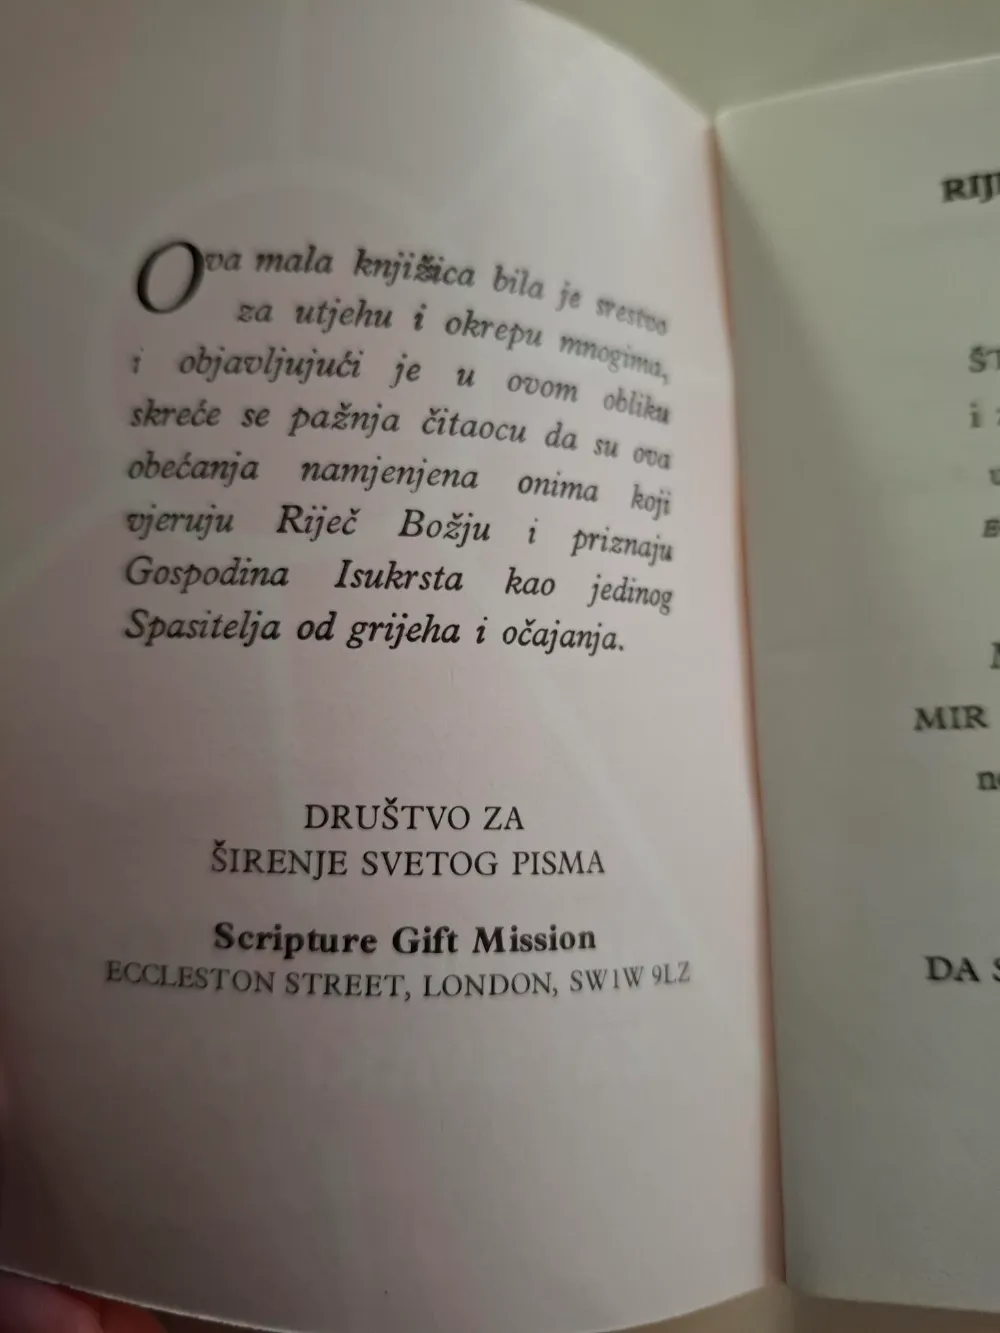 Ova mala knjižica bila je srestvo
za utjehu i okrepu mnogima,
i objavljujući je u ovom obliku
skreće se pažnja čitaocu da su ova
obećanja namjenjena onima koji
vjeruju Riječ Božju i priznaju
Gospodina Isukrsta kao jedinog
Spasitelja od grijeha i očajanja.
DRUŠTVO ZA
ŠIRENJE SVETOG PISMA
Scripture Gift Mission
ECCLESTON STREET, LONDON, SW1W 9LZ
i
MIR
DA